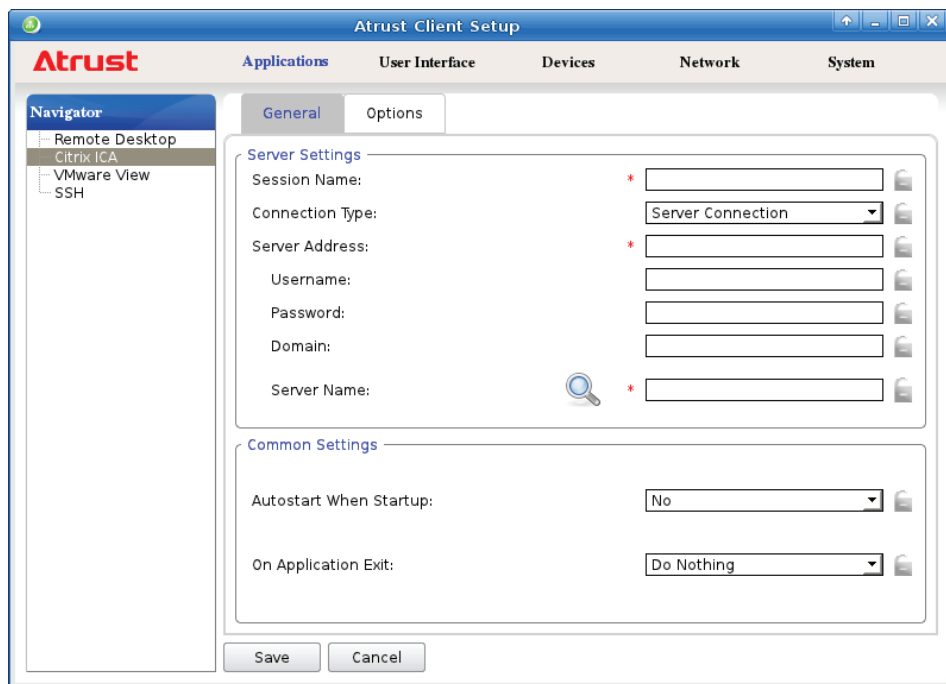 Atrust Client Setup
Atrust
Applications User Interface Devices Network System
Navigator
Remote Desktop
Citrix ICA
VMware View
SSH
General Options
Server Settings
Session Name: *
Connection Type: Server Connection
Server Address: *
Username:
Password:
Domain:
Server Name: *
Common Settings
Autostart When Startup: No
On Application Exit: Do Nothing
Save Cancel